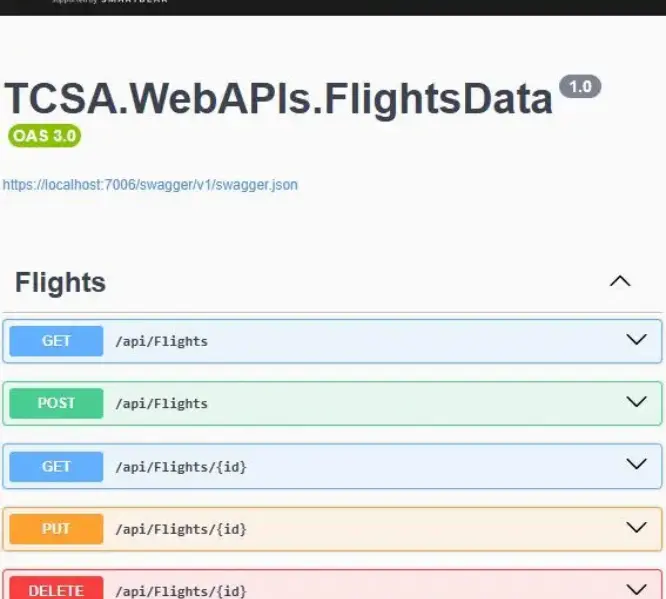 Supported by SMARTBEAR
TCSA.WebAPIs.FlightsData 1.0
OAS 3.0
https://localhost:7006/swagger/v1/swagger.json
Flights
GET /api/Flights
POST /api/Flights
GET /api/Flights/{id}
PUT /api/Flights/{id}
DELETE /api/Flights/{id}